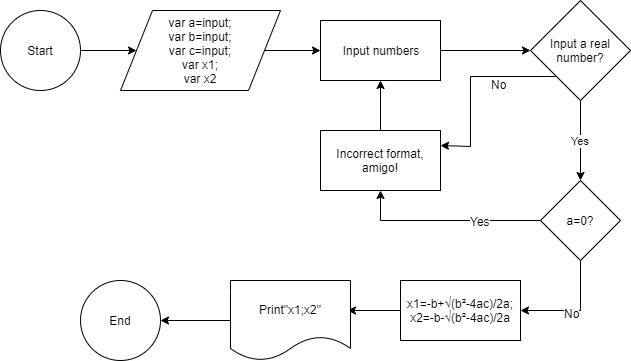 Start
var a=input;
var b=input;
var c=input;
var x1;
var x2
Input numbers
Input a real
number?
No
Yes
Incorrect format,
amigo!
a=0?
Yes
No
x1=-b+√(b²-4ac)/2a;
x2=-b-√(b²-4ac)/2a
Print"x1;x2"
End